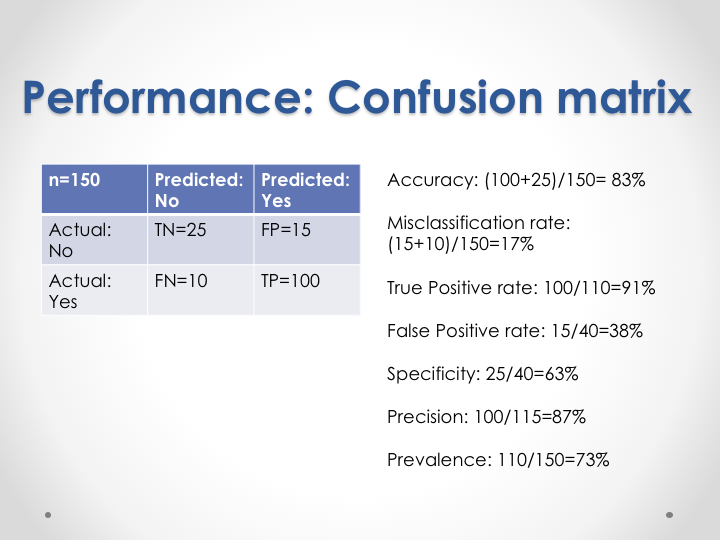 Performance: Confusion matrix
n=150 Predicted: No Predicted: Yes
Actual: No TN=25 FP=15
Actual: Yes FN=10 TP=100
Accuracy: (100+25)/150= 83%
Misclassification rate:
(15+10)/150=17%
True Positive rate: 100/110=91%
False Positive rate: 15/40=38%
Specificity: 25/40=63%
Precision: 100/115=87%
Prevalence: 110/150=73%